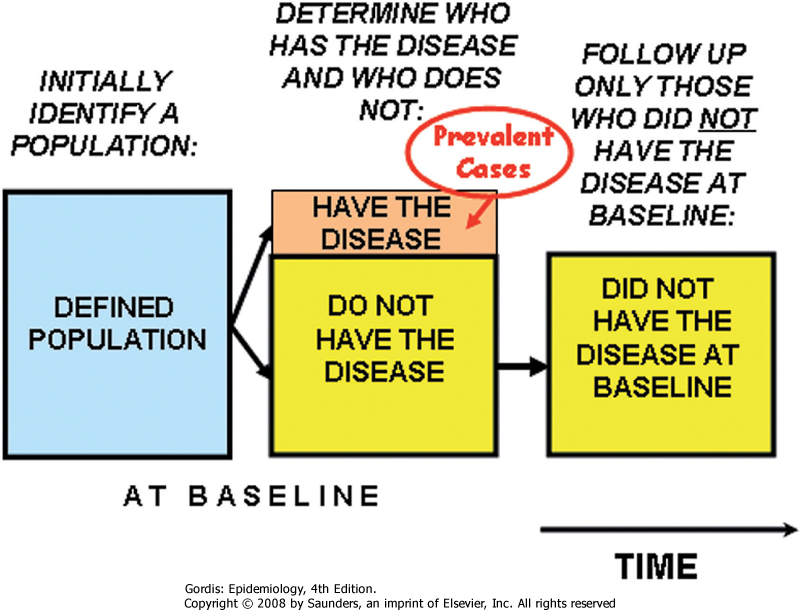 INITIALLY
IDENTIFY A
POPULATION:
DETERMINE WHO
HAS THE DISEASE
AND WHO DOES
NOT:
FOLLOW UP
ONLY THOSE
WHO DID NOT
HAVE THE
DISEASE AT
BASELINE:
Prevalent
Cases
DEFINED
POPULATION
HAVE THE
DISEASE
DO NOT
HAVE THE
DISEASE
DID NOT
HAVE THE
DISEASE AT
BASELINE
AT BASELINE
TIME
Gordis: Epidemiology, 4th Edition.
Copyright © 2008 by Saunders, an imprint of Elsevier, Inc. All rights reserved